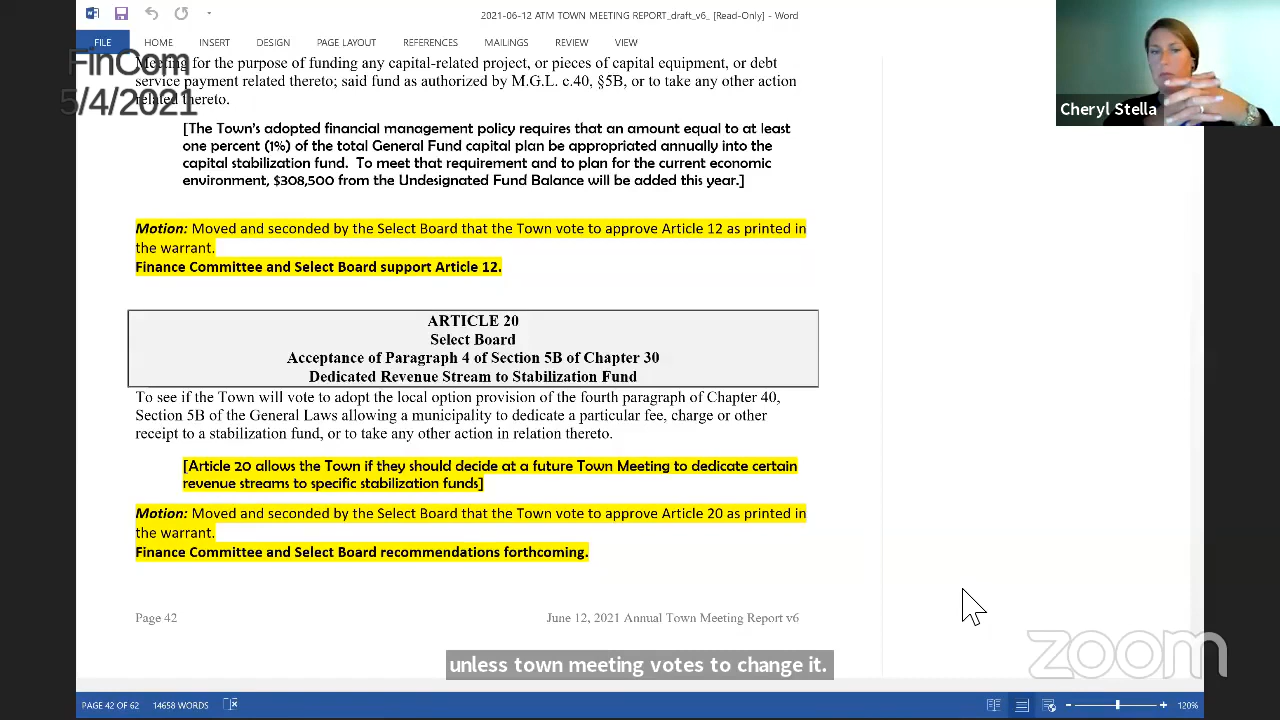 2021-06-12 ATM TOWN MEETING REPORT_draft_v6_ [Read-Only] - Word
FILE HOME INSERT DESIGN PAGE LAYOUT REFERENCES MAILINGS REVIEW VIEW
FinCom
5/4/2021
Cheryl Stella
Meeting for the purpose of funding any capital-related project, or pieces of capital equipment, or debt
service payment related thereto; said fund as authorized by M.G.L. c.40, §5B, or to take any other action
related thereto.
[The Town's adopted financial management policy requires that an amount equal to at least
one percent (1%) of the total General Fund capital plan be appropriated annually into the
capital stabilization fund. To meet that requirement and to plan for the current economic
environment, $308,500 from the Undesignated Fund Balance will be added this year.]
Motion: Moved and seconded by the Select Board that the Town vote to approve Article 12 as printed in
the warrant.
Finance Committee and Select Board support Article 12.
ARTICLE 20
Select Board
Acceptance of Paragraph 4 of Section 5B of Chapter 30
Dedicated Revenue Stream to Stabilization Fund
To see if the Town will vote to adopt the local option provision of the fourth paragraph of Chapter 40,
Section 5B of the General Laws allowing a municipality to dedicate a particular fee, charge or other
receipt to a stabilization fund, or to take any other action in relation thereto.
[Article 20 allows the Town if they should decide at a future Town Meeting to dedicate certain
revenue streams to specific stabilization funds]
Motion: Moved and seconded by the Select Board that the Town vote to approve Article 20 as printed in
the warrant.
Finance Committee and Select Board recommendations forthcoming.
Page 42 June 12, 2021 Annual Town Meeting Report v6
unless town meeting votes to change it.
zoom
PAGE 42 OF 62 14658 WORDS 120%